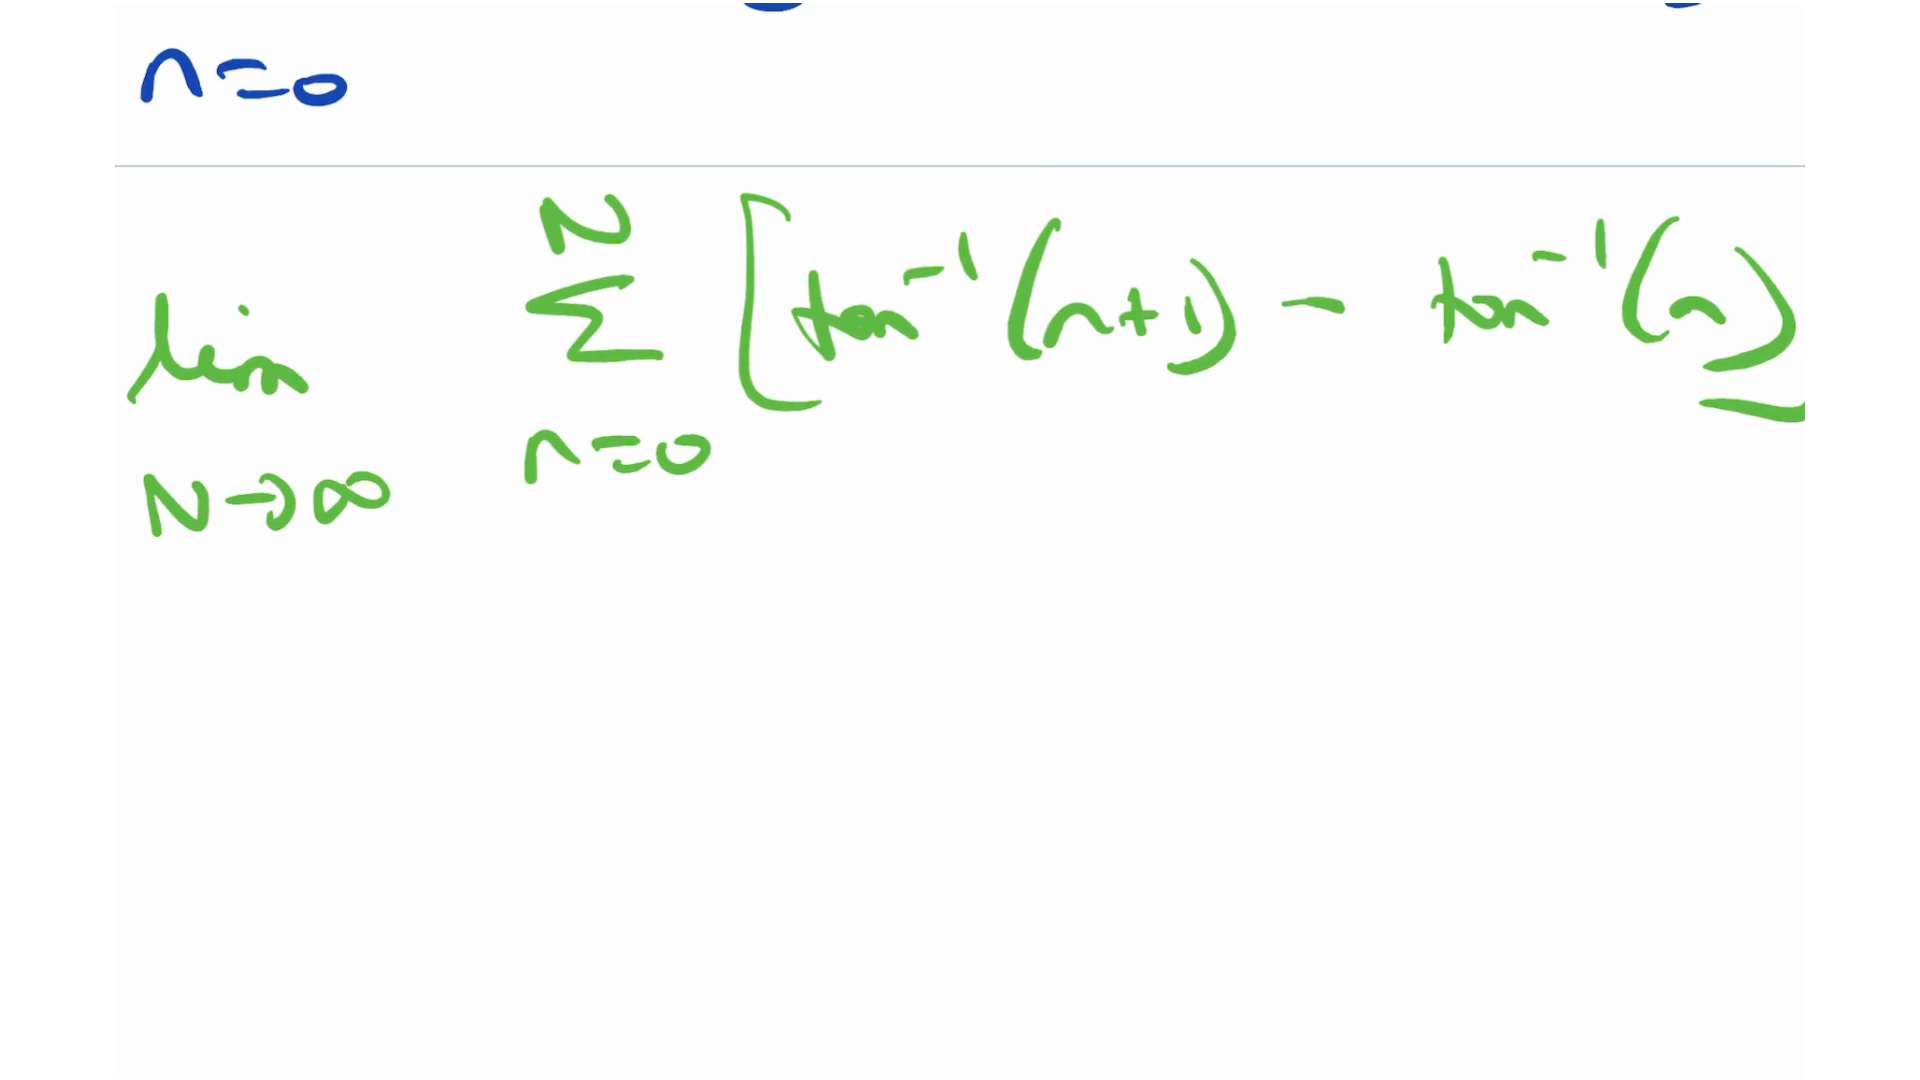 n=0
lim N→∞ N Σ n=0 [tan⁻¹(n+1) - tan⁻¹(n)